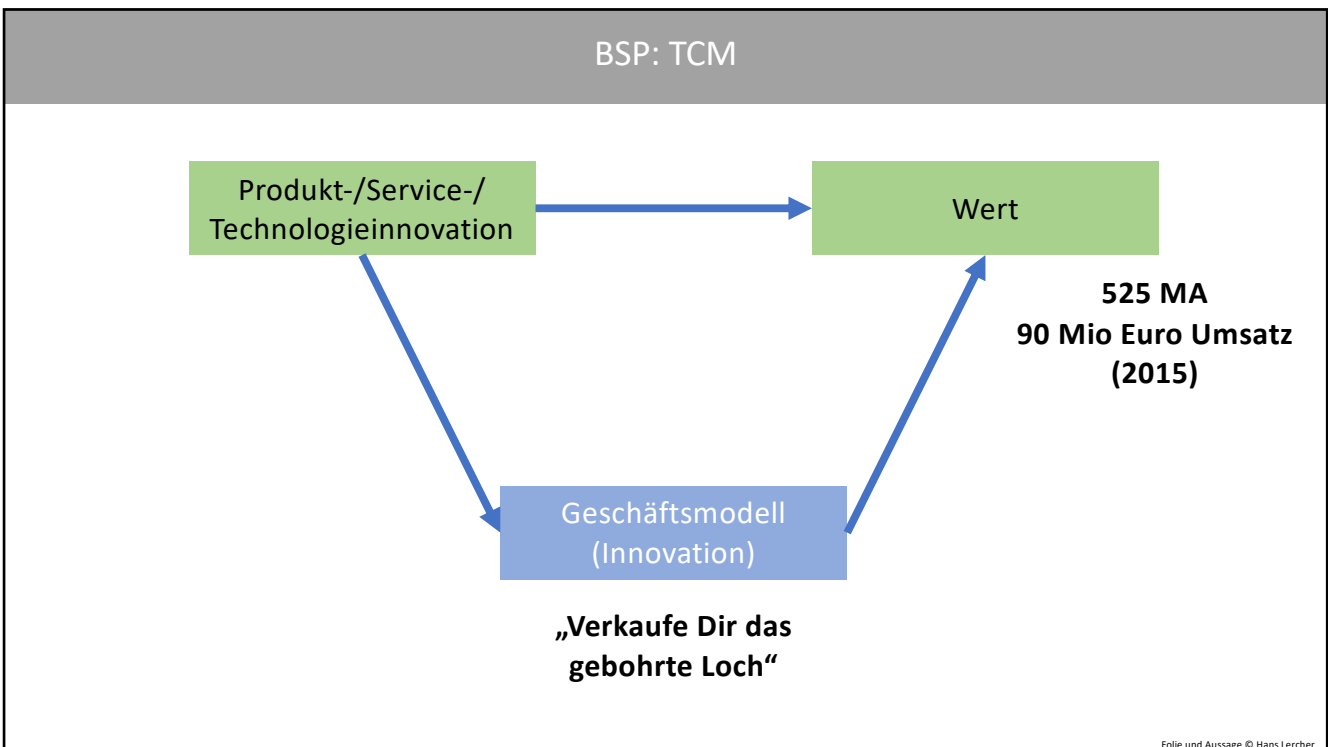 BSP: TCM
Produkt-/Service-/
Technologieinnovation
Wert
525 MA
90 Mio Euro Umsatz
(2015)
Geschäftsmodell
(Innovation)
„Verkaufe Dir das
gebohrte Loch“
Folie und Aussage © Hans Lercher